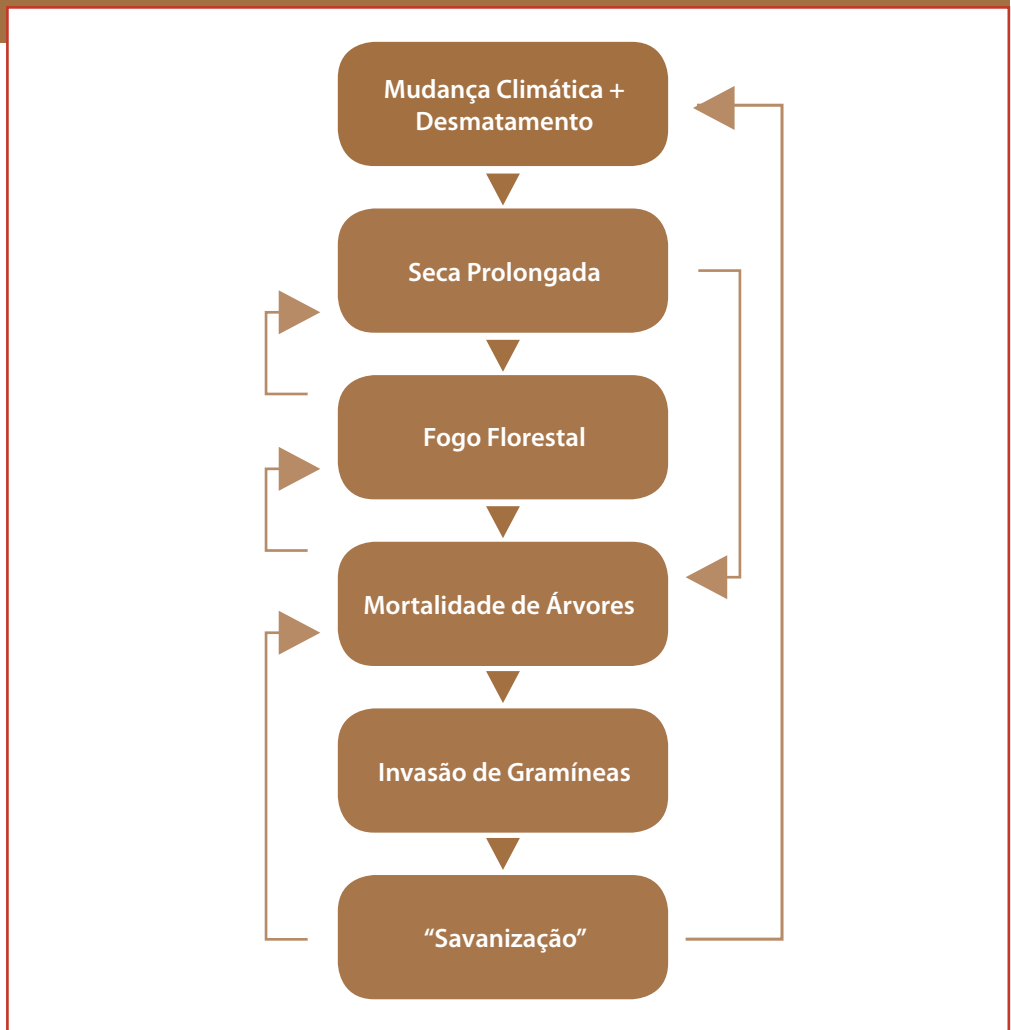 Mudança Climática +
Desmatamento
Seca Prolongada
Fogo Florestal
Mortalidade de Árvores
Invasão de Gramíneas
“Savanização”